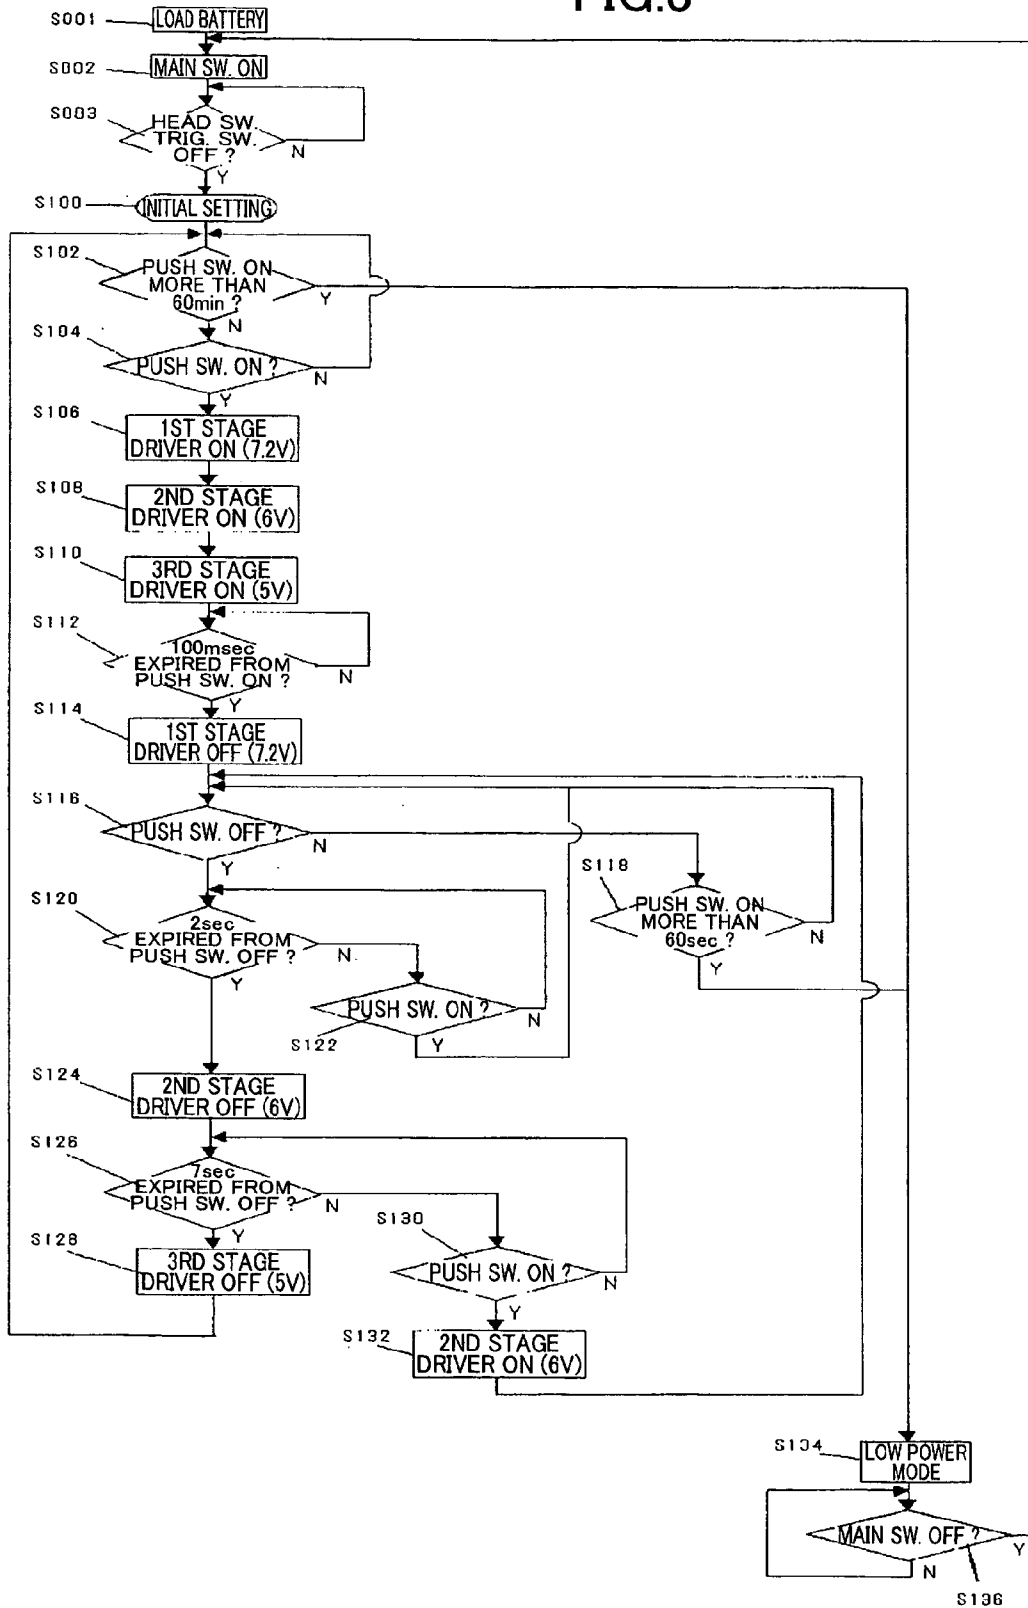 FIG.6
S001
LOAD BATTERY
S002
MAIN SW. ON
S003
HEAD SW.
TRIG. SW.
OFF ?
N
Y
S100
INITIAL SETTING
S102
PUSH SW. ON
MORE THAN
60min ?
Y
N
S104
PUSH SW. ON ?
N
Y
S106
1ST STAGE
DRIVER ON (7.2V)
S108
2ND STAGE
DRIVER ON (6V)
S110
3RD STAGE
DRIVER ON (5V)
S112
100msec
EXPIRED FROM
PUSH SW. ON ?
N
Y
S114
1ST STAGE
DRIVER OFF (7.2V)
S116
PUSH SW. OFF ?
N
Y
S118
PUSH SW. ON
MORE THAN
60sec ?
N
Y
S120
2sec
EXPIRED FROM
PUSH SW. OFF ?
N
Y
PUSH SW. ON ?
N
Y
S122
S124
2ND STAGE
DRIVER OFF (6V)
S126
7sec
EXPIRED FROM
PUSH SW. OFF ?
N
Y
S128
3RD STAGE
DRIVER OFF (5V)
S130
PUSH SW. ON ?
N
Y
S132
2ND STAGE
DRIVER ON (6V)
S134
LOW POWER
MODE
MAIN SW. OFF ?
Y
N
S136